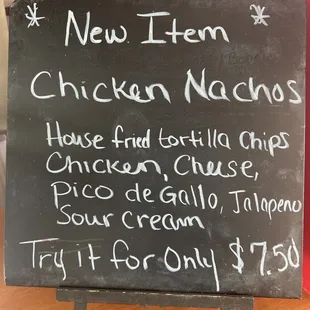 * New Item *
Chicken Nachos
House fried tortilla chips
Chicken, Cheese,
Pico de Gallo, Jalapeno
Sour cream
Try it for Only $7.50